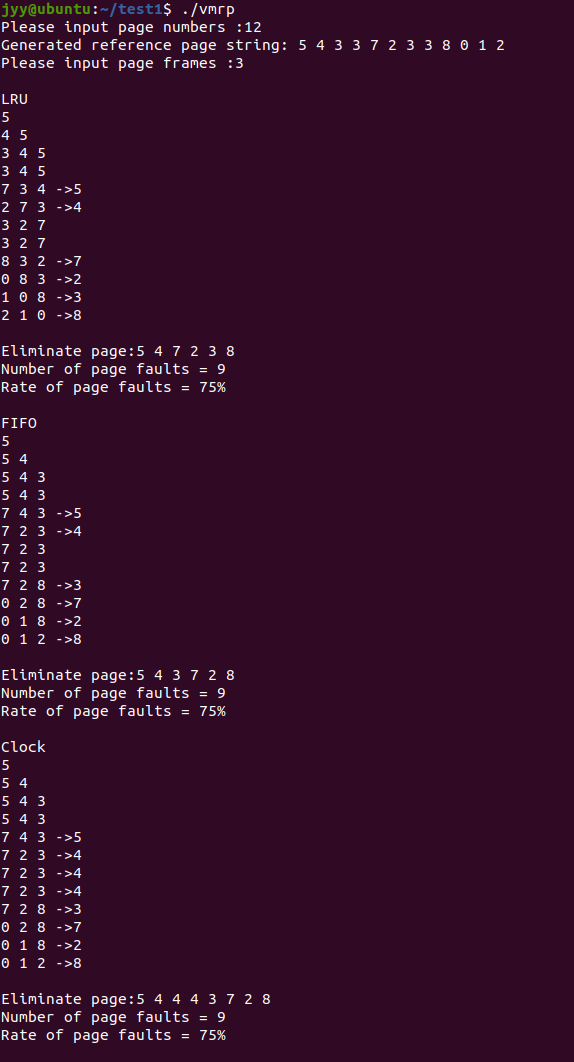 jyy@ubuntu:~/test1$ ./vmrp
Please input page numbers :12
Generated reference page string: 5 4 3 3 7 2 3 3 8 0 1 2
Please input page frames :3
LRU
5
4 5
3 4 5
3 4 5
7 3 4 ->5
2 7 3 ->4
3 2 7
3 2 7
8 3 2 ->7
0 8 3 ->2
1 0 8 ->3
2 1 0 ->8
Eliminate page:5 4 7 2 3 8
Number of page faults = 9
Rate of page faults = 75%
FIFO
5
5 4
5 4 3
5 4 3
7 4 3 ->5
7 2 3 ->4
7 2 3
7 2 3
7 2 8 ->3
0 2 8 ->7
0 1 8 ->2
0 1 2 ->8
Eliminate page:5 4 3 7 2 8
Number of page faults = 9
Rate of page faults = 75%
Clock
5
5 4
5 4 3
5 4 3
7 4 3 ->5
7 2 3 ->4
7 2 3 ->4
7 2 3 ->4
7 2 8 ->3
0 2 8 ->7
0 1 8 ->2
0 1 2 ->8
Eliminate page:5 4 4 4 3 7 2 8
Number of page faults = 9
Rate of page faults = 75%